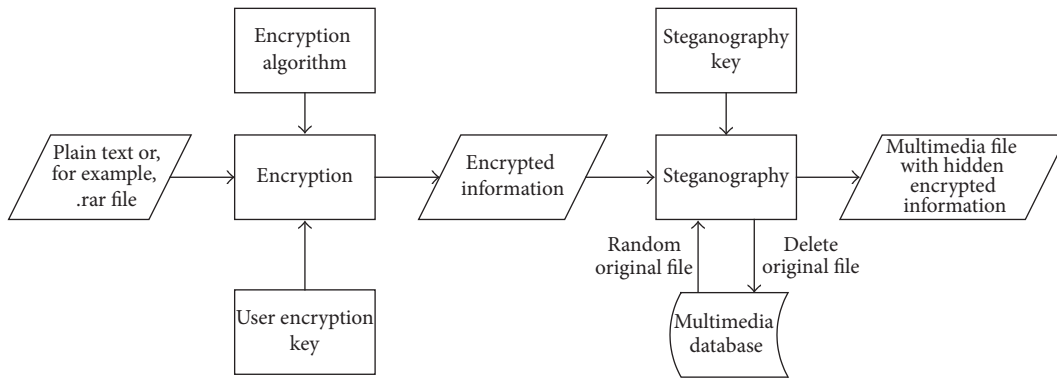 Encryption
algorithm
Steganography
key
Plain text or,
for example,
.rar file
Encryption
Encrypted
information
Steganography
Multimedia file
with hidden
encrypted
information
Random
original file
Delete
original file
User encryption
key
Multimedia
database